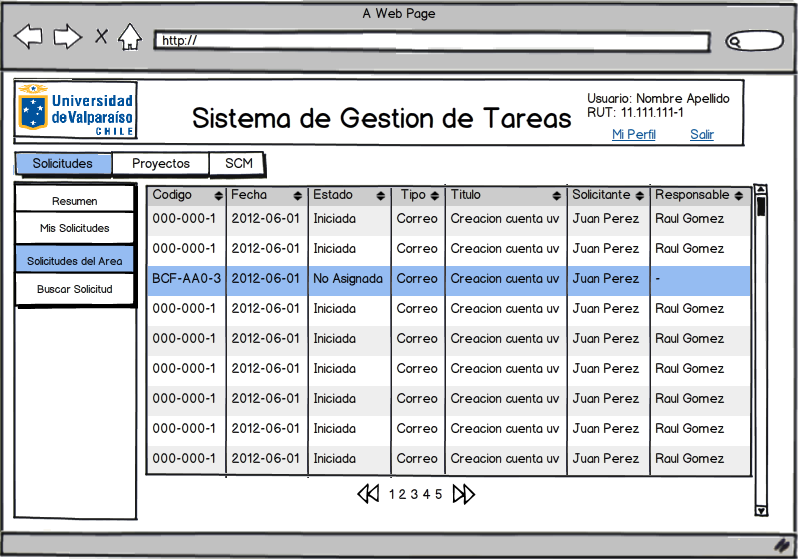 A Web Page
http://
Universidad
de Valparaíso
CHILE
Sistema de Gestion de Tareas
Usuario: Nombre Apellido
RUT: 11.111.111-1
Mi Perfil Salir
Solicitudes Proyectos SCM
Resumen
Mis Solicitudes
Solicitudes del Area
Buscar Solicitud
Codigo Fecha Estado Tipo Titulo Solicitante Responsable
000-000-1 2012-06-01 Iniciada Correo Creacion cuenta uv Juan Perez Raul Gomez
000-000-1 2012-06-01 Iniciada Correo Creacion cuenta uv Juan Perez Raul Gomez
BCF-AA0-3 2012-06-01 No Asignada Correo Creacion cuenta uv Juan Perez -
000-000-1 2012-06-01 Iniciada Correo Creacion cuenta uv Juan Perez Raul Gomez
000-000-1 2012-06-01 Iniciada Correo Creacion cuenta uv Juan Perez Raul Gomez
000-000-1 2012-06-01 Iniciada Correo Creacion cuenta uv Juan Perez Raul Gomez
000-000-1 2012-06-01 Iniciada Correo Creacion cuenta uv Juan Perez Raul Gomez
000-000-1 2012-06-01 Iniciada Correo Creacion cuenta uv Juan Perez Raul Gomez
000-000-1 2012-06-01 Iniciada Correo Creacion cuenta uv Juan Perez Raul Gomez
1 2 3 4 5